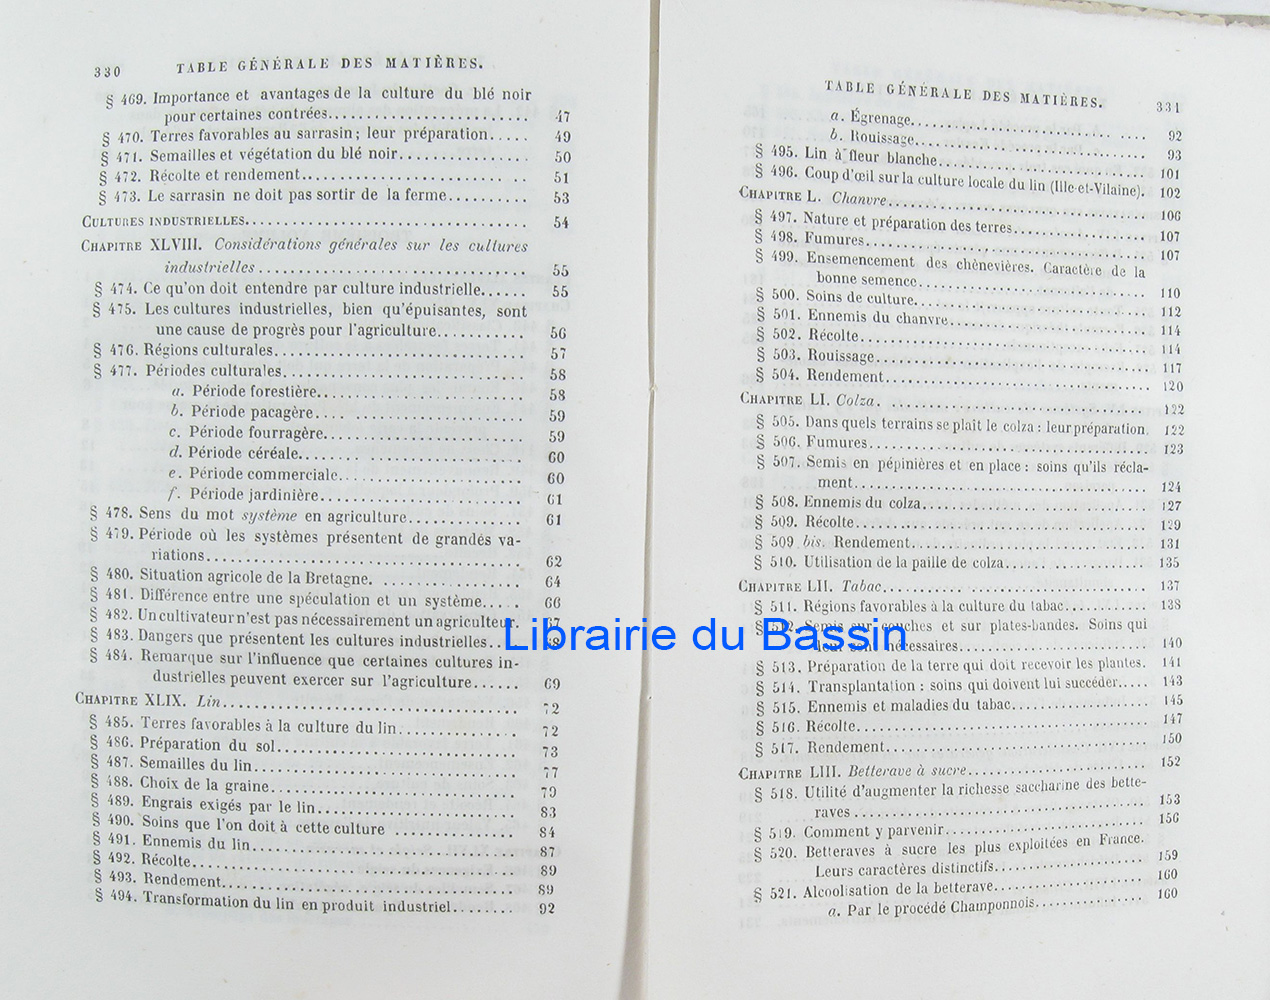 330 TABLE GÉNÉRALE DES MATIÈRES.
§ 469. Importance et avantages de la culture du blé noir
pour certaines contrées........................ 47
§ 470. Terres favorables au sarrasin; leur préparation..... 49
§ 471. Semailles et végétation du blé noir................ 50
§ 472. Récolte et rendement.......................... 51
§ 473. Le sarrasin ne doit pas sortir de la ferme.......... 53
CULTURES INDUSTRIELLES.................................. 54
CHAPITRE XLVIII. Considérations générales sur les cultures
industrielles................................. 55
§ 474. Ce qu'on doit entendre par culture industrielle...... 55
§ 475. Les cultures industrielles, bien qu'épuisantes, sont
une cause de progrès pour l'agriculture........... 56
§ 476. Régions culturales............................... 57
§ 477. Périodes culturales.............................. 58
a. Période forestière.......................... 58
b. Période pacagère.......................... 59
c. Période fourragère......................... 59
d. Période céréale............................ 60
e. Période commerciale...................... 60
f. Période jardinière......................... 61
§ 478. Sens du mot système en agriculture.............. 61
§ 479. Période où les systèmes présentent de grandes va-
riations........................................ 62
§ 480. Situation agricole de la Bretagne. .................. 64
§ 481. Différence entre une spéculation et un système..... 66
§ 482. Un cultivateur n'est pas nécessairement un agriculteur. 67
§ 483. Dangers que présentent les cultures industrielles.... 68
§ 484. Remarque sur l'influence que certaines cultures in-
dustrielles peuvent exercer sur l'agriculture...... 69
CHAPITRE XLIX. Lin..................................... 72
§ 485. Terres favorables à la culture du lin............... 72
§ 486. Préparation du sol............................. 73
§ 487. Semailles du lin................................. 77
§ 488. Choix de la graine.............................. 79
§ 489. Engrais exigés par le lin......................... 83
§ 490. Soins que l'on doit à cette culture ............... 84
§ 491. Ennemis du lin................................. 87
§ 492. Récolte........................................ 89
§ 493. Rendement.................................... 89
§ 494. Transformation du lin en produit industriel........ 92
TABLE GÉNÉRALE DES MATIÈRES. 331
a. Égrenage............................. 92
b. Rouissage............................. 93
§ 495. Lin à fleur blanche............................ 101
§ 496. Coup d'œil sur la culture locale du lin (Ille-et-Vilaine). 102
CHAPITRE L. Chanvre................................. 106
§ 497. Nature et préparation des terres................. 107
§ 498. Fumures..................................... 107
§ 499. Ensemencement des chènevières. Caractère de la
bonne semence............................. 110
§ 500. Soins de culture.............................. 112
§ 501. Ennemis du chanvre......................... 114
§ 502. Récolte...................................... 114
§ 503. Rouissage................................... 117
§ 504. Rendement.................................. 120
CHAPITRE LI. Colza................................... 122
§ 505. Dans quels terrains se plaît le colza: leur préparation. 122
§ 506. Fumures.................................... 123
§ 507. Semis en pépinières et en place: soins qu'ils récla-
ment....................................... 124
§ 508. Ennemis du colza............................ 127
§ 509. Récolte...................................... 129
§ 509 bis. Rendement.............................. 131
§ 510. Utilisation de la paille de colza................ 135
CHAPITRE LII. Tabac.................................. 137
§ 511. Régions favorables à la culture du tabac........... 138
§ 512. Semis sur couches et sur plates-bandes. Soins qui
leur sont nécessaires........................ 140
Librairie du Bassin
§ 513. Préparation de la terre qui doit recevoir les plantes. 141
§ 514. Transplantation: soins qui doivent lui succéder..... 143
§ 515. Ennemis et maladies du tabac.................. 145
§ 516. Récolte...................................... 147
§ 517. Rendement................................... 150
CHAPITRE LIII. Betterave à sucre......................... 152
§ 518. Utilité d'augmenter la richesse saccharine des bette-
raves....................................... 153
§ 519. Comment y parvenir.......................... 156
§ 520. Betteraves à sucre les plus exploitées en France.
Leurs caractères distinctifs.................... 159
§ 521. Alcoolisation de la betterave.................... 160
a. Par le procédé Champonnois................ 160